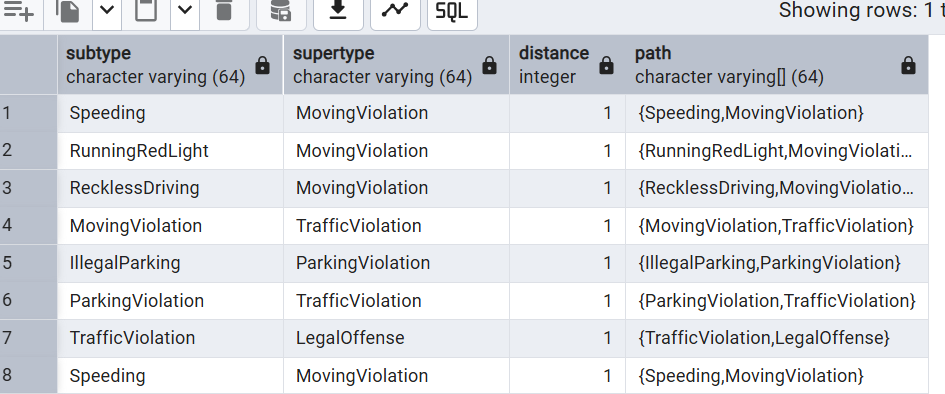 SQL
Showing rows: 1 t
subtype supertype distance path
character varying (64) character varying (64) integer character varying[] (64)
1 Speeding MovingViolation 1 {Speeding,MovingViolation}
2 RunningRedLight MovingViolation 1 {RunningRedLight,MovingViolati...
3 RecklessDriving MovingViolation 1 {RecklessDriving,MovingViolatio...
4 MovingViolation TrafficViolation 1 {MovingViolation,TrafficViolation}
5 IllegalParking ParkingViolation 1 {IllegalParking,ParkingViolation}
6 ParkingViolation TrafficViolation 1 {ParkingViolation,TrafficViolation}
7 TrafficViolation LegalOffense 1 {TrafficViolation,LegalOffense}
8 Speeding MovingViolation 1 {Speeding,MovingViolation}